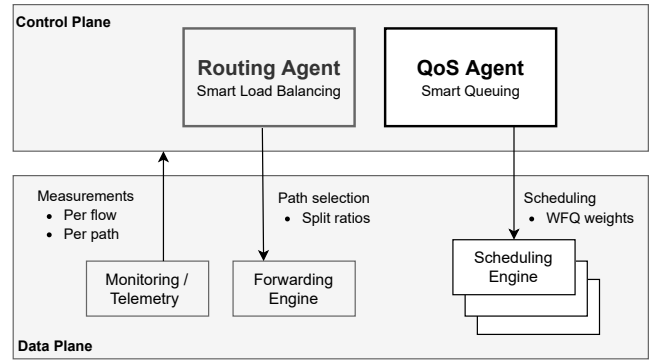 Control Plane
Routing Agent
Smart Load Balancing
QoS Agent
Smart Queuing
Measurements
• Per flow
• Per path
Path selection
• Split ratios
Scheduling
• WFQ weights
Monitoring /
Telemetry
Forwarding
Engine
Scheduling
Engine
Data Plane